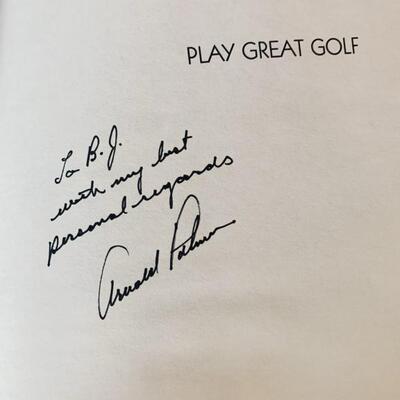 PLAY GREAT GOLF
To B.J.
with my best
personal regards
Arnold Palmer